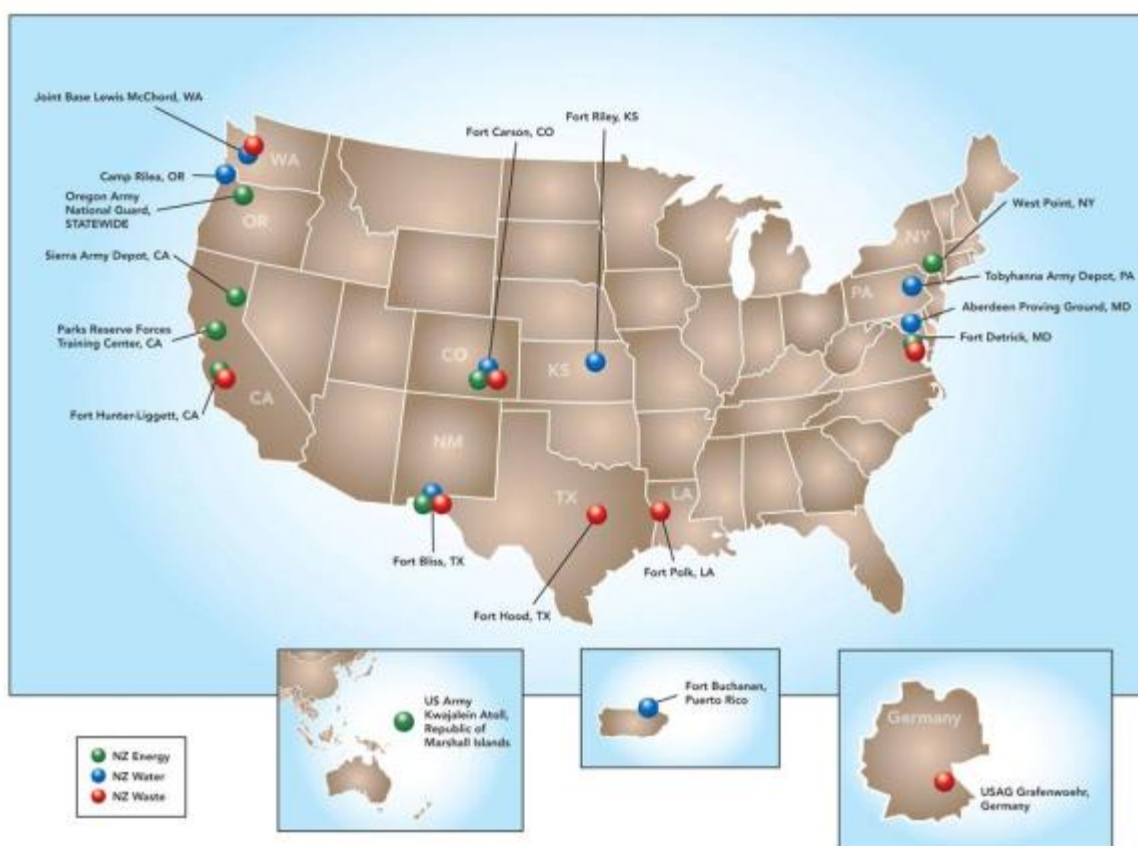 Joint Base Lewis McChord, WA
Fort Carson, CO
Fort Riley, KS
WA
Camp Rilea, OR
Oregon Army
National Guard,
STATEWIDE
OR
West Point, NY
NY
Sierra Army Depot, CA
Tobyhanna Army Depot, PA
PA
Aberdeen Proving Ground, MD
Parks Reserve Forces
Training Center, CA
Fort Detrick, MD
CO
KS
CA
Fort Hunter-Liggett, CA
NM
TX
LA
Fort Bliss, TX
Fort Polk, LA
Fort Hood, TX
US Army
Kwajalein Atoll,
Republic of
Marshall Islands
Fort Buchanan,
Puerto Rico
Germany
USAG Grafenwoehr,
Germany
NZ Energy
NZ Water
NZ Waste